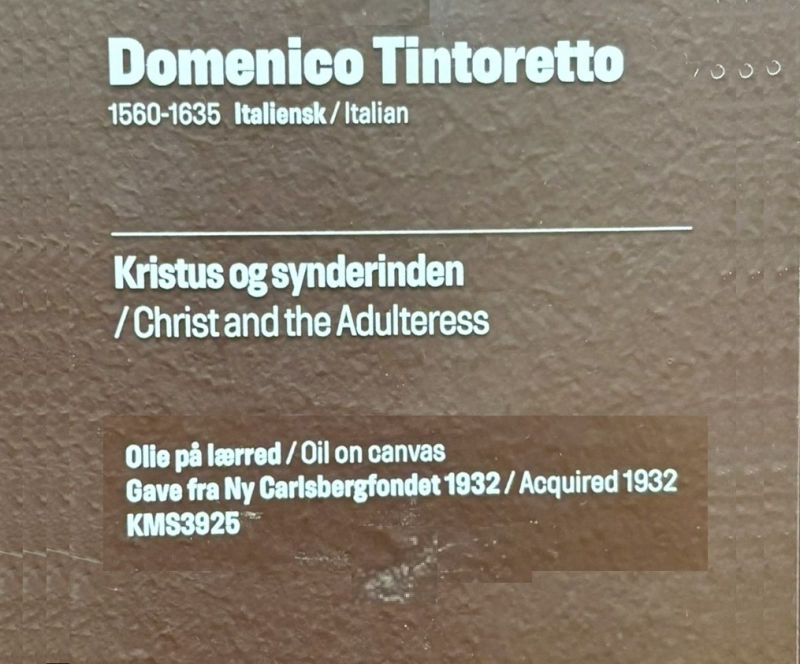 Domenico Tintoretto
1560-1635 Italiensk / Italian
Kristus og synderinden
/ Christ and the Adulteress
Olie på lærred / Oil on canvas
Gave fra Ny Carlsbergfondet 1932 / Acquired 1932
KMS3925